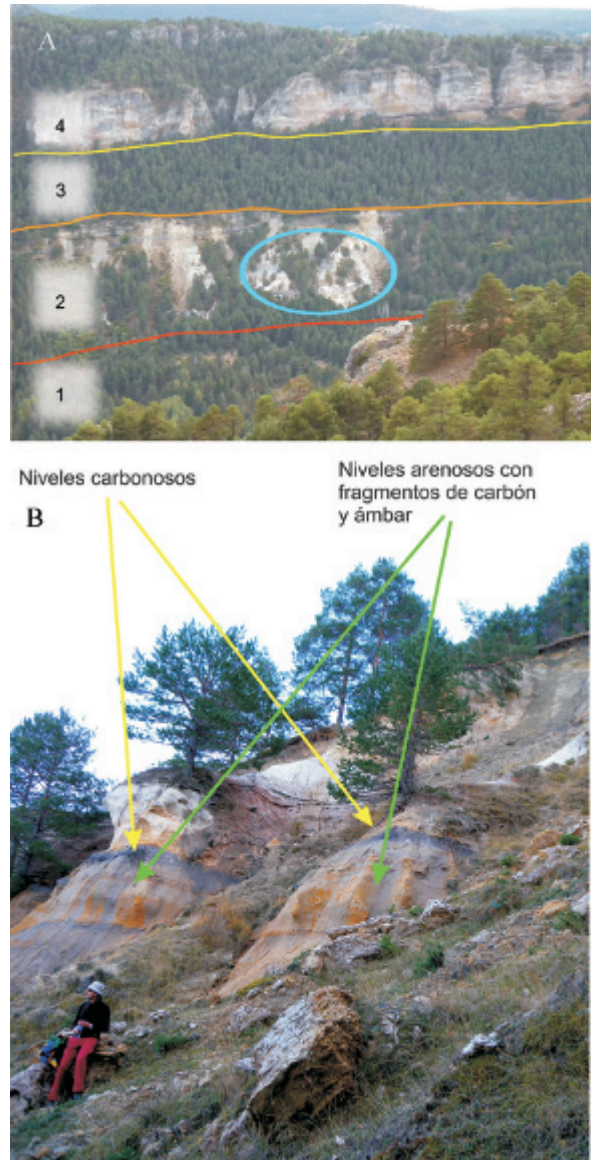 A
4
3
2
1
Niveles carbonosos
Niveles arenosos con
fragmentos de carbón
y ámbar
B